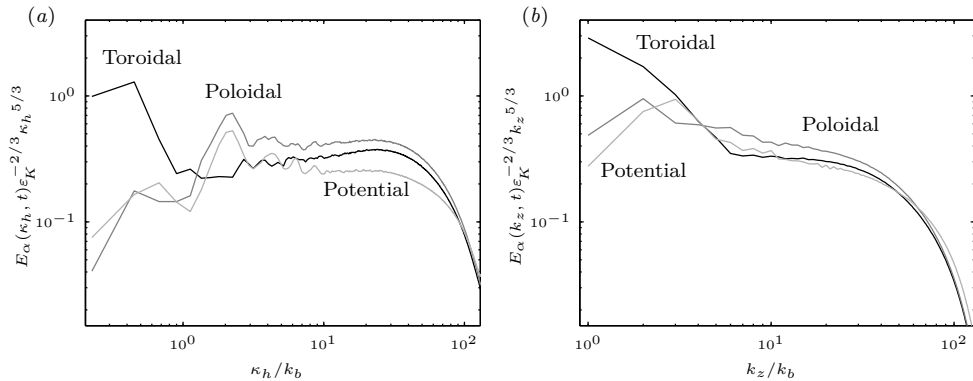 (a)
Toroidal
Poloidal
Potential
10^0
10^{-1}
E_α(κ_h, t)ε_K^{-2/3}κ_h^{5/3}
10^0 10^1 10^2
κ_h/k_b
(b)
Toroidal
Poloidal
Potential
10^0
10^{-1}
E_α(k_z, t)ε_K^{-2/3}k_z^{5/3}
10^0 10^1 10^2
k_z/k_b